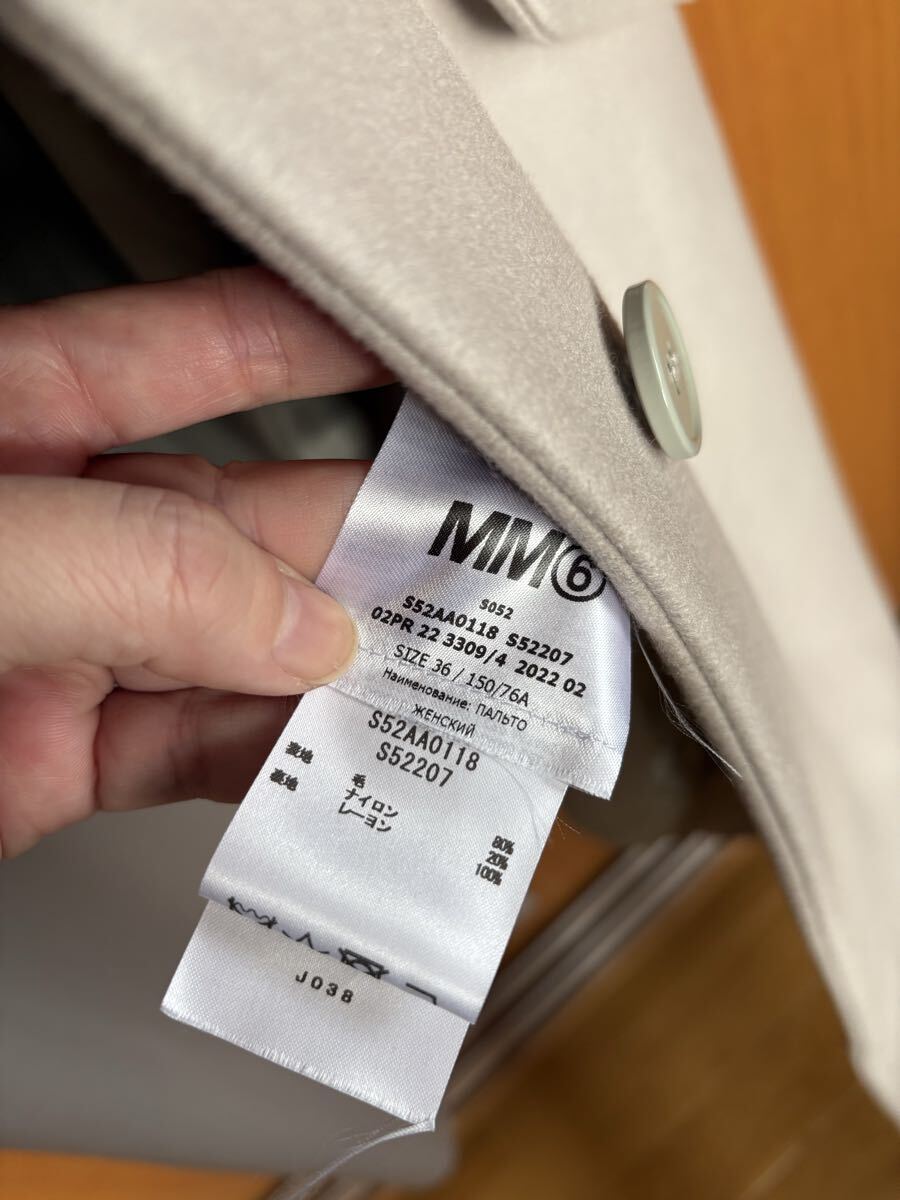 MM⑥
S052
S52AA0118 S52207
02PR 22 3309/4 2022 02
SIZE 36 / 150/76A
Наименование: ПАЛЬТО
ЖЕНСКИЙ
S52AA0118
S52207
表地 毛 80%
ナイロン 20%
裏地 レーヨン 100%
J038